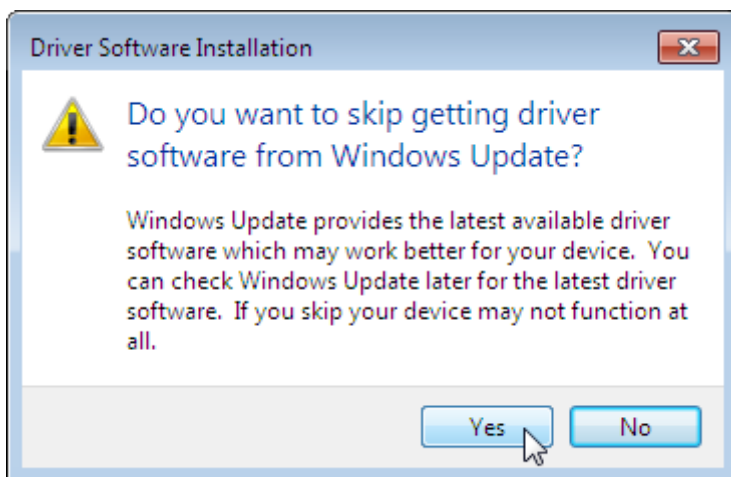 Driver Software Installation
Do you want to skip getting driver
software from Windows Update?
Windows Update provides the latest available driver
software which may work better for your device.  You
can check Windows Update later for the latest driver
software.  If you skip your device may not function at
all.
Yes
No